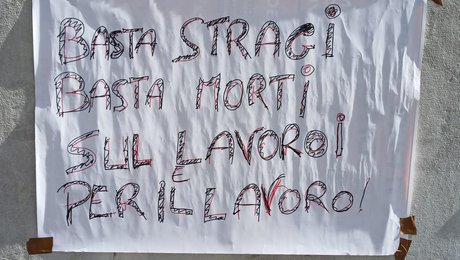 BASTA STRAGi
BASTA MORTi
SUL LAVORO¡
E
PER iL LAVORO!